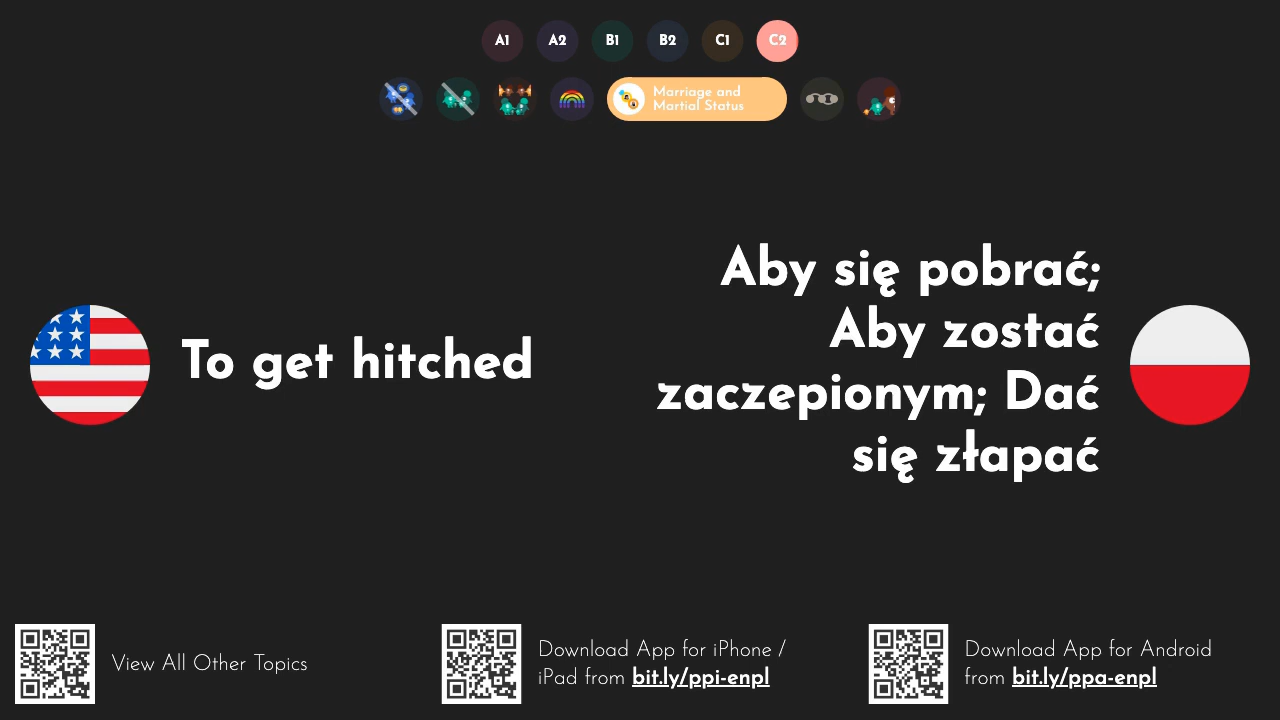 A1 A2 B1 B2 C1 C2
Marriage and
Martial Status
To get hitched
Aby się pobrać;
Aby zostać
zaczepionym; Dać
się złapać
View All Other Topics
Download App for iPhone /
iPad from bit.ly/ppi-enpl
Download App for Android
from bit.ly/ppa-enpl